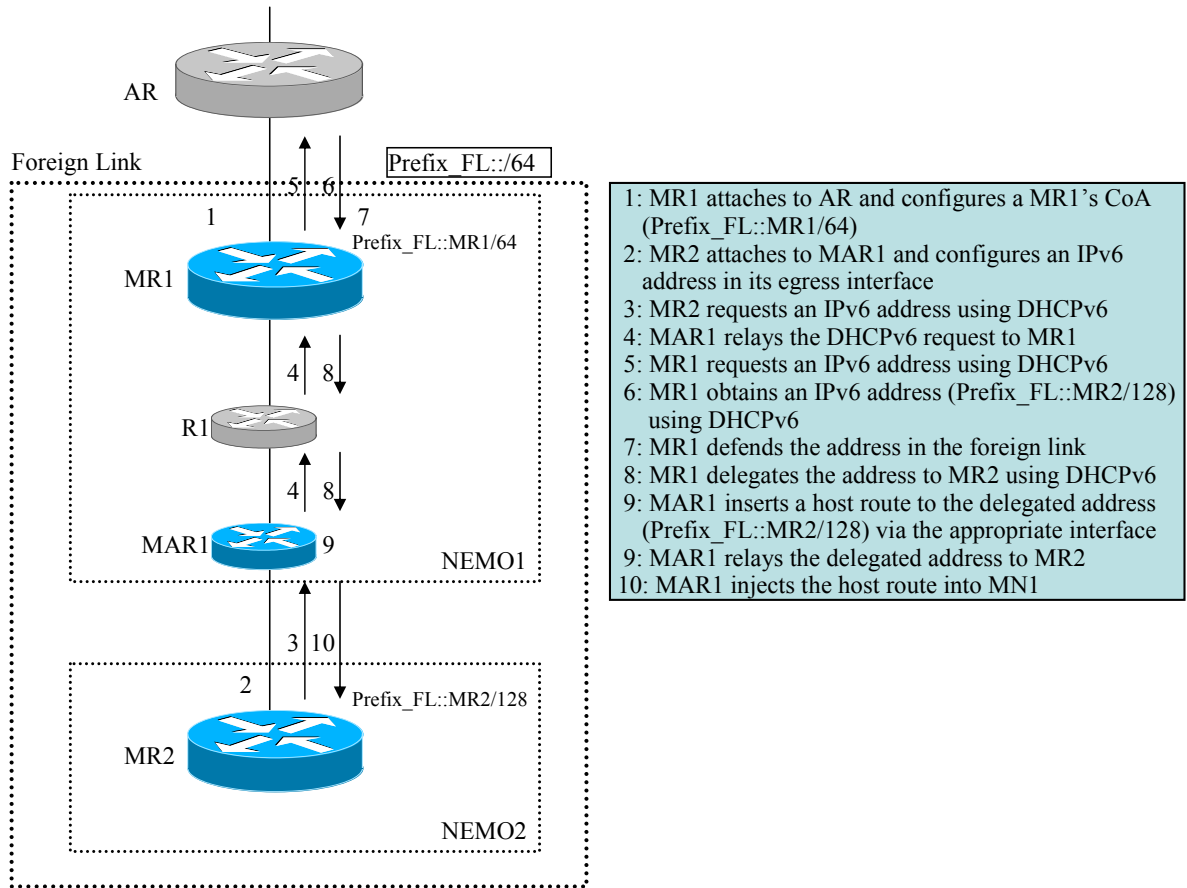 AR
Foreign Link
Prefix_FL::/64
5 6
1 7
Prefix_FL::MR1/64
MR1
4 8
R1
4 8
MAR1 9
NEMO1
3 10
2
Prefix_FL::MR2/128
MR2
NEMO2
1: MR1 attaches to AR and configures a MR1’s CoA
(Prefix_FL::MR1/64)
2: MR2 attaches to MAR1 and configures an IPv6
address in its egress interface
3: MR2 requests an IPv6 address using DHCPv6
4: MAR1 relays the DHCPv6 request to MR1
5: MR1 requests an IPv6 address using DHCPv6
6: MR1 obtains an IPv6 address (Prefix_FL::MR2/128)
using DHCPv6
7: MR1 defends the address in the foreign link
8: MR1 delegates the address to MR2 using DHCPv6
9: MAR1 inserts a host route to the delegated address
(Prefix_FL::MR2/128) via the appropriate interface
9: MAR1 relays the delegated address to MR2
10: MAR1 injects the host route into MN1